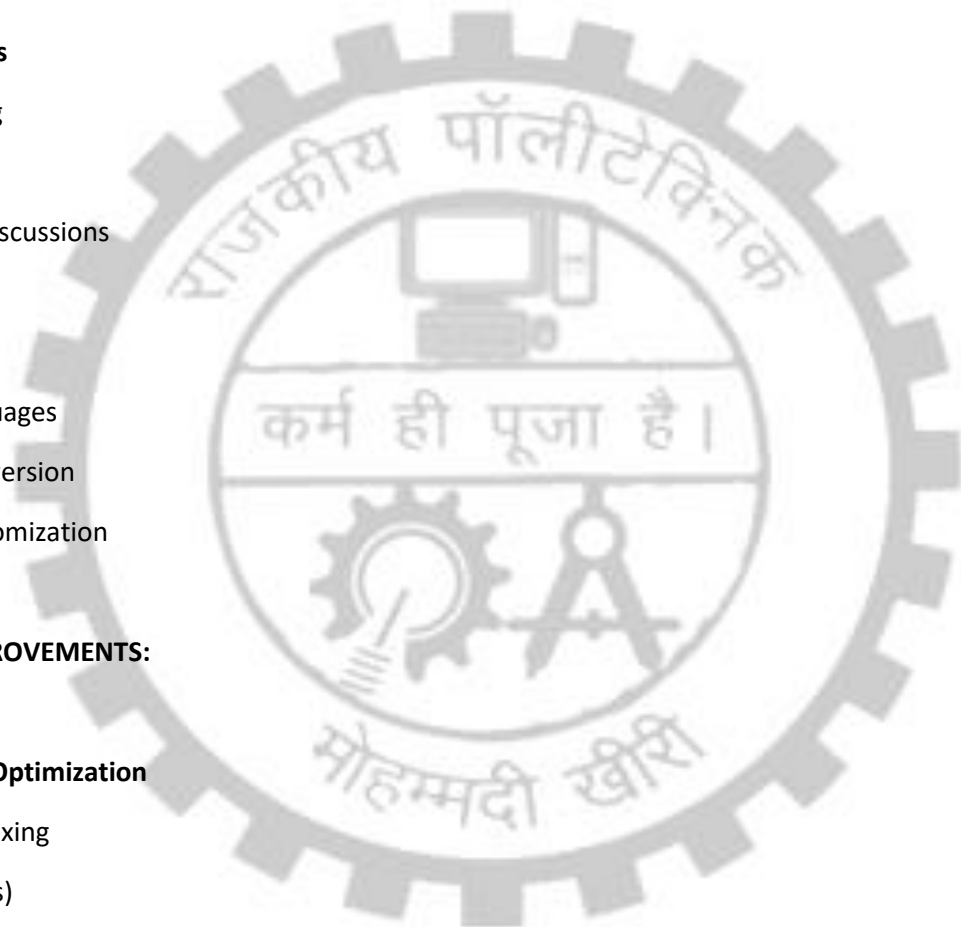 s
g
राजकीय पॉलीटेक्निक
scussions
uages
कर्म ही पूजा है।
ersion
omization
ROVEMENTS:
मोहम्मदी खीरी
Optimization
xing
s)